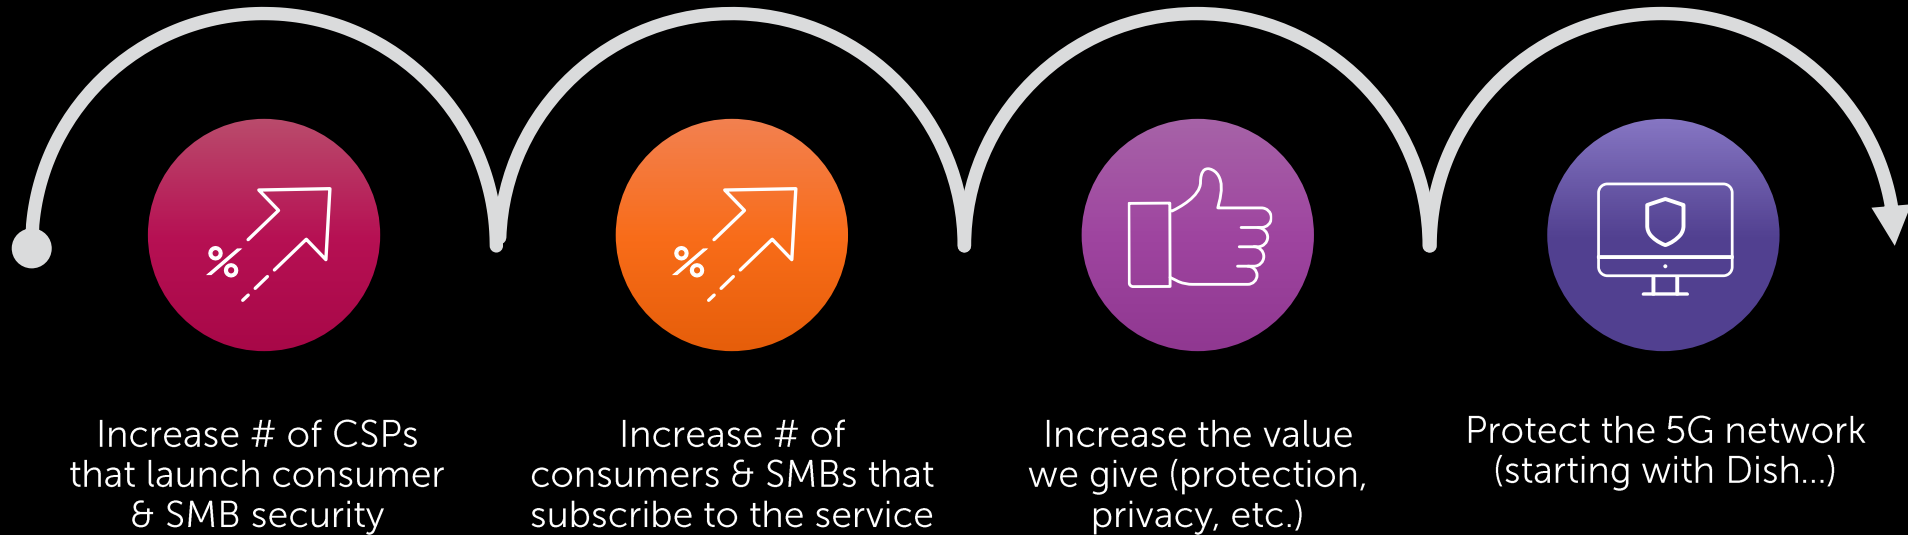 %
%
Increase # of CSPs
that launch consumer
& SMB security
Increase # of
consumers & SMBs that
subscribe to the service
Increase the value
we give (protection,
privacy, etc.)
Protect the 5G network
(starting with Dish...)